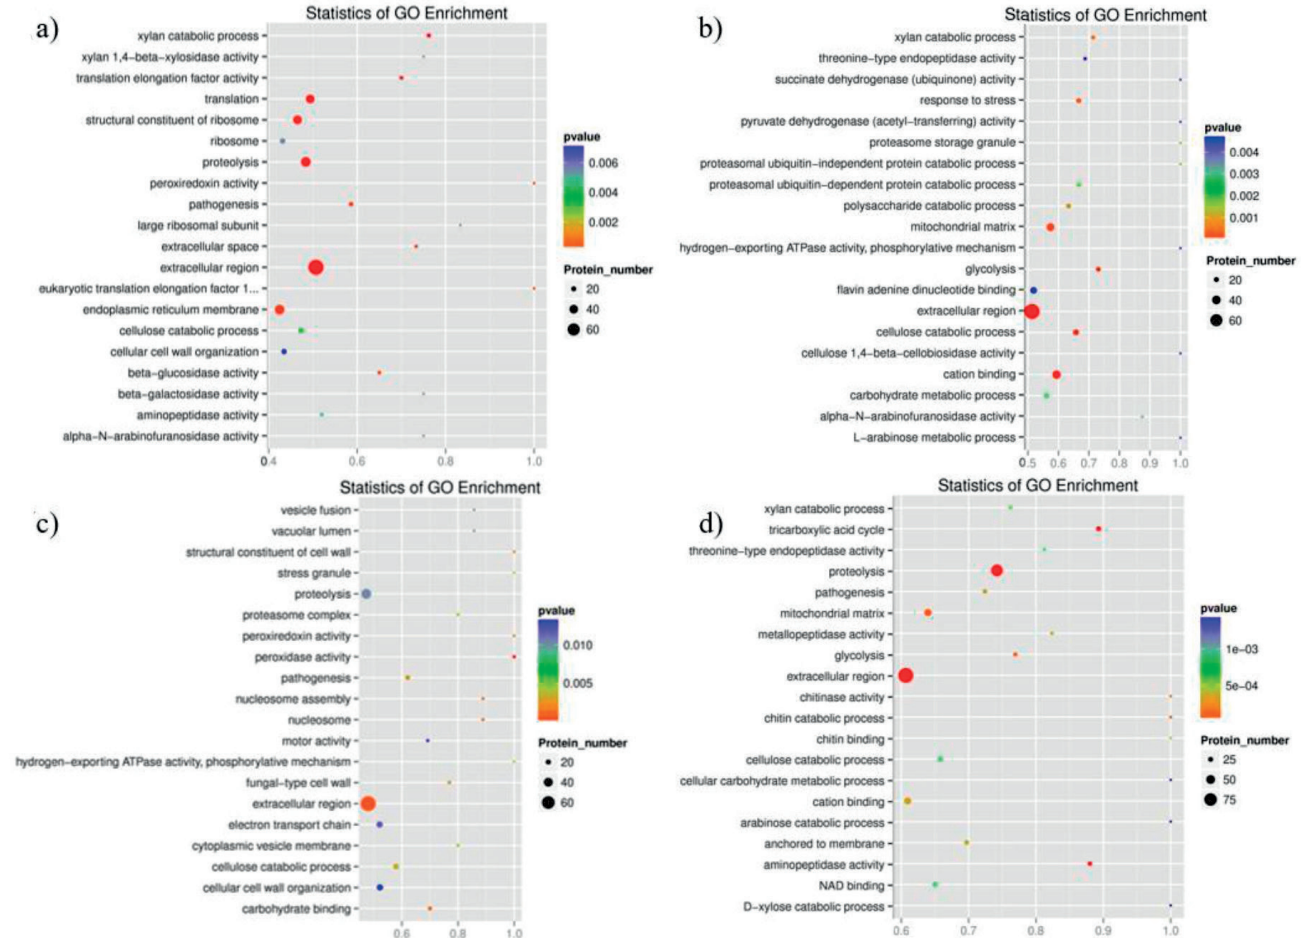 a)
Statistics of GO Enrichment
xylan catabolic process
xylan 1,4−beta−xylosidase activity
translation elongation factor activity
translation
structural constituent of ribosome
ribosome
proteolysis
peroxiredoxin activity
pathogenesis
large ribosomal subunit
extracellular space
extracellular region
eukaryotic translation elongation factor 1...
endoplasmic reticulum membrane
cellulose catabolic process
cellular cell wall organization
beta−glucosidase activity
beta−galactosidase activity
aminopeptidase activity
alpha−N−arabinofuranosidase activity
0.4 0.6 0.8 1.0
pvalue
0.006
0.004
0.002
Protein_number
20
40
60
b)
Statistics of GO Enrichment
xylan catabolic process
threonine−type endopeptidase activity
succinate dehydrogenase (ubiquinone) activity
response to stress
pyruvate dehydrogenase (acetyl−transferring) activity
proteasome storage granule
proteasomal ubiquitin−independent protein catabolic process
proteasomal ubiquitin−dependent protein catabolic process
polysaccharide catabolic process
mitochondrial matrix
hydrogen−exporting ATPase activity, phosphorylative mechanism
glycolysis
flavin adenine dinucleotide binding
extracellular region
cellulose catabolic process
cellulose 1,4−beta−cellobiosidase activity
cation binding
carbohydrate metabolic process
alpha−N−arabinofuranosidase activity
L−arabinose metabolic process
0.5 0.6 0.7 0.8 0.9 1.0
pvalue
0.004
0.003
0.002
0.001
Protein_number
20
40
60
c)
Statistics of GO Enrichment
vesicle fusion
vacuolar lumen
structural constituent of cell wall
stress granule
proteolysis
proteasome complex
peroxiredoxin activity
peroxidase activity
pathogenesis
nucleosome assembly
nucleosome
motor activity
hydrogen−exporting ATPase activity, phosphorylative mechanism
fungal−type cell wall
extracellular region
electron transport chain
cytoplasmic vesicle membrane
cellulose catabolic process
cellular cell wall organization
carbohydrate binding
0.6 0.8 1.0
pvalue
0.010
0.005
Protein_number
20
40
60
d)
Statistics of GO Enrichment
xylan catabolic process
tricarboxylic acid cycle
threonine−type endopeptidase activity
proteolysis
pathogenesis
mitochondrial matrix
metallopeptidase activity
glycolysis
extracellular region
chitinase activity
chitin catabolic process
chitin binding
cellulose catabolic process
cellular carbohydrate metabolic process
cation binding
arabinose catabolic process
anchored to membrane
aminopeptidase activity
NAD binding
D−xylose catabolic process
0.6 0.7 0.8 0.9 1.0
pvalue
1e−03
5e−04
Protein_number
25
50
75